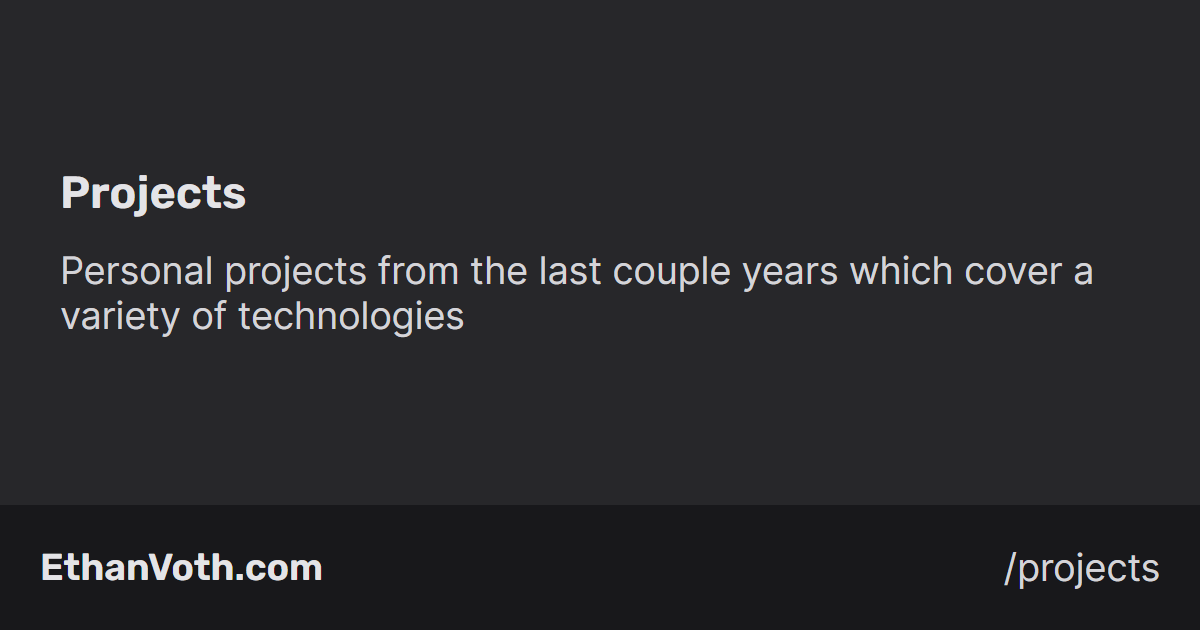 Projects
Personal projects from the last couple years which cover a
variety of technologies
EthanVoth.com
/projects